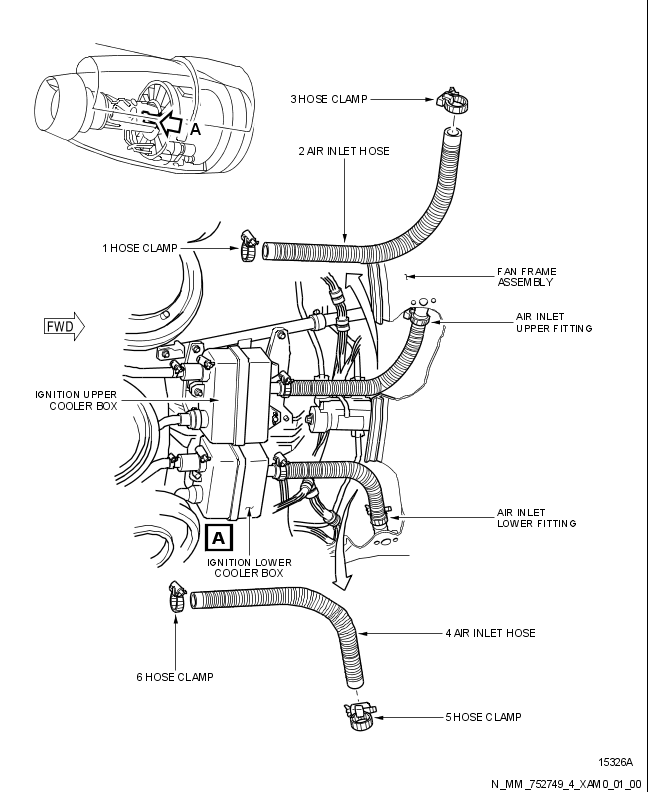 3 HOSE CLAMP
A
2 AIR INLET HOSE
1 HOSE CLAMP
FAN FRAME
ASSEMBLY
FWD
AIR INLET
UPPER FITTING
IGNITION UPPER
COOLER BOX
AIR INLET
LOWER FITTING
A
IGNITION LOWER
COOLER BOX
4 AIR INLET HOSE
6 HOSE CLAMP
5 HOSE CLAMP
15326A
N_MM_752749_4_XAM0_01_00